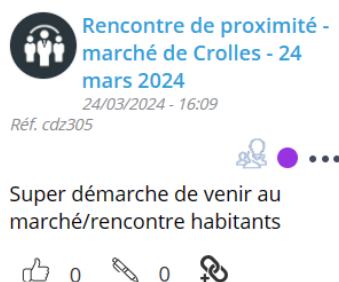 Rencontre de proximité -
marché de Crolles - 24
mars 2024
24/03/2024 - 16:09
Réf. cdz305
Super démarche de venir au
marché/rencontre habitants
0 0